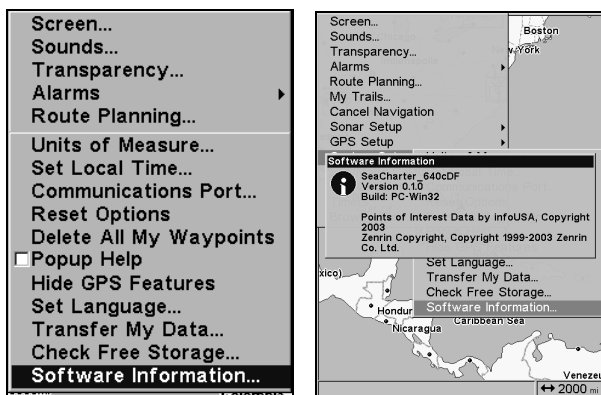 Screen...
Sounds...
Transparency...
Alarms
Route Planning...
Units of Measure...
Set Local Time...
Communications Port...
Reset Options
Delete All My Waypoints
Popup Help
Hide GPS Features
Set Language...
Transfer My Data...
Check Free Storage...
Software Information...
Screen...
Sounds...
Transparency...
Alarms
Route Planning...
My Trails...
Cancel Navigation
Sonar Setup
GPS Setup
Boston
York
Software Information
SeaCharter_640cDF
Version 0.1.0
Build: PC-Win32
Points of Interest Data by infoUSA, Copyright
2003
Zenrin Copyright, Copyright 1999-2003 Zenrin
Co. Ltd.
Set Language...
Transfer My Data...
Check Free Storage...
Software Information...
xico)
Hondur
Nicaragua
Caribbean Sea
Venezue
2000 mi